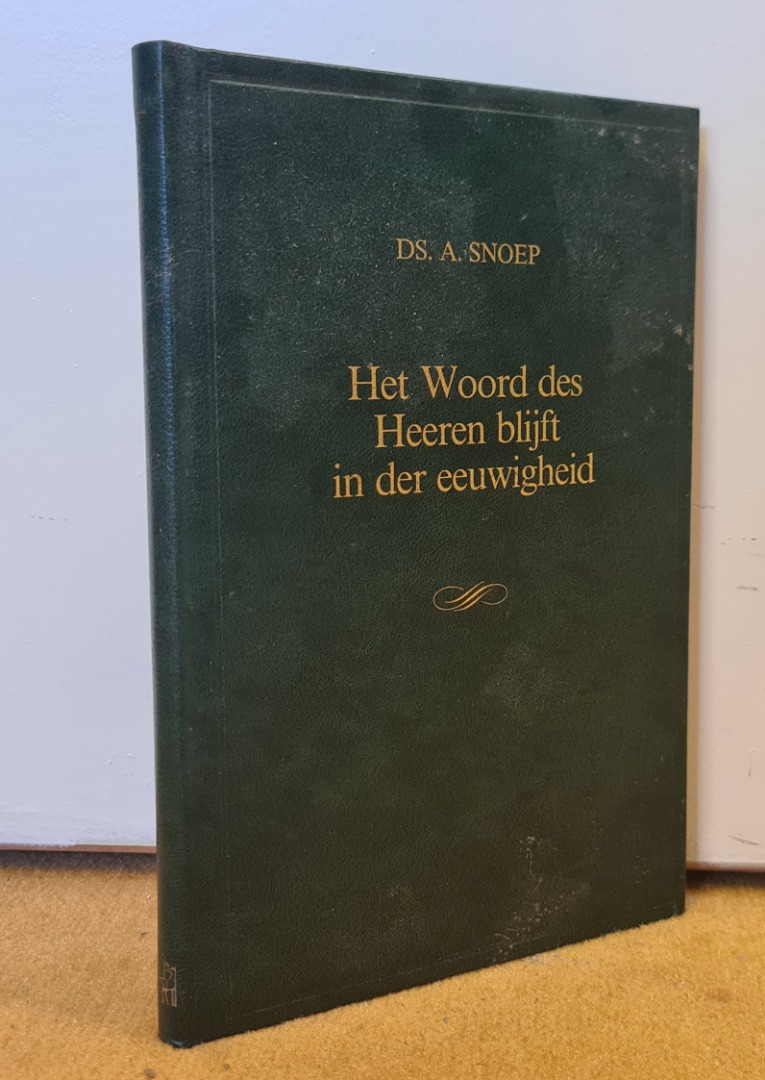 DS. A. SNOEP
Het Woord des
Heeren blijft
in der eeuwigheid